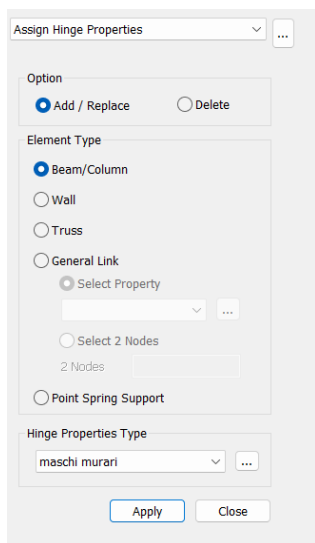 Assign Hinge Properties ...
Option
Add / Replace Delete
Element Type
Beam/Column
Wall
Truss
General Link
Select Property
...
Select 2 Nodes
2 Nodes
Point Spring Support
Hinge Properties Type
maschi murari ...
Apply Close